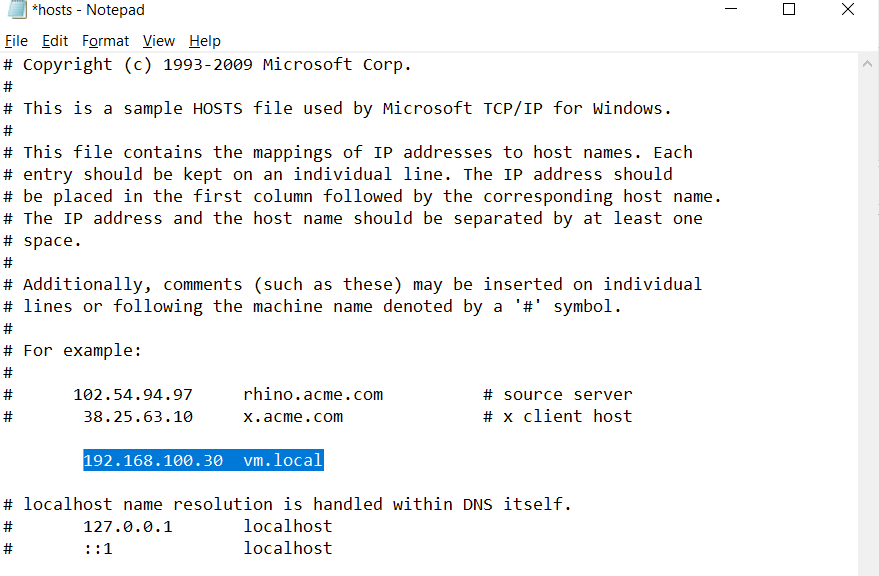 *hosts - Notepad
File Edit Format View Help
# Copyright (c) 1993-2009 Microsoft Corp.
#
# This is a sample HOSTS file used by Microsoft TCP/IP for Windows.
#
# This file contains the mappings of IP addresses to host names. Each
# entry should be kept on an individual line. The IP address should
# be placed in the first column followed by the corresponding host name.
# The IP address and the host name should be separated by at least one
# space.
#
# Additionally, comments (such as these) may be inserted on individual
# lines or following the machine name denoted by a '#' symbol.
#
# For example:
#
#      102.54.94.97     rhino.acme.com          # source server
#       38.25.63.10     x.acme.com              # x client host
        192.168.100.30  vm.local
# localhost name resolution is handled within DNS itself.
#       127.0.0.1       localhost
#       ::1             localhost